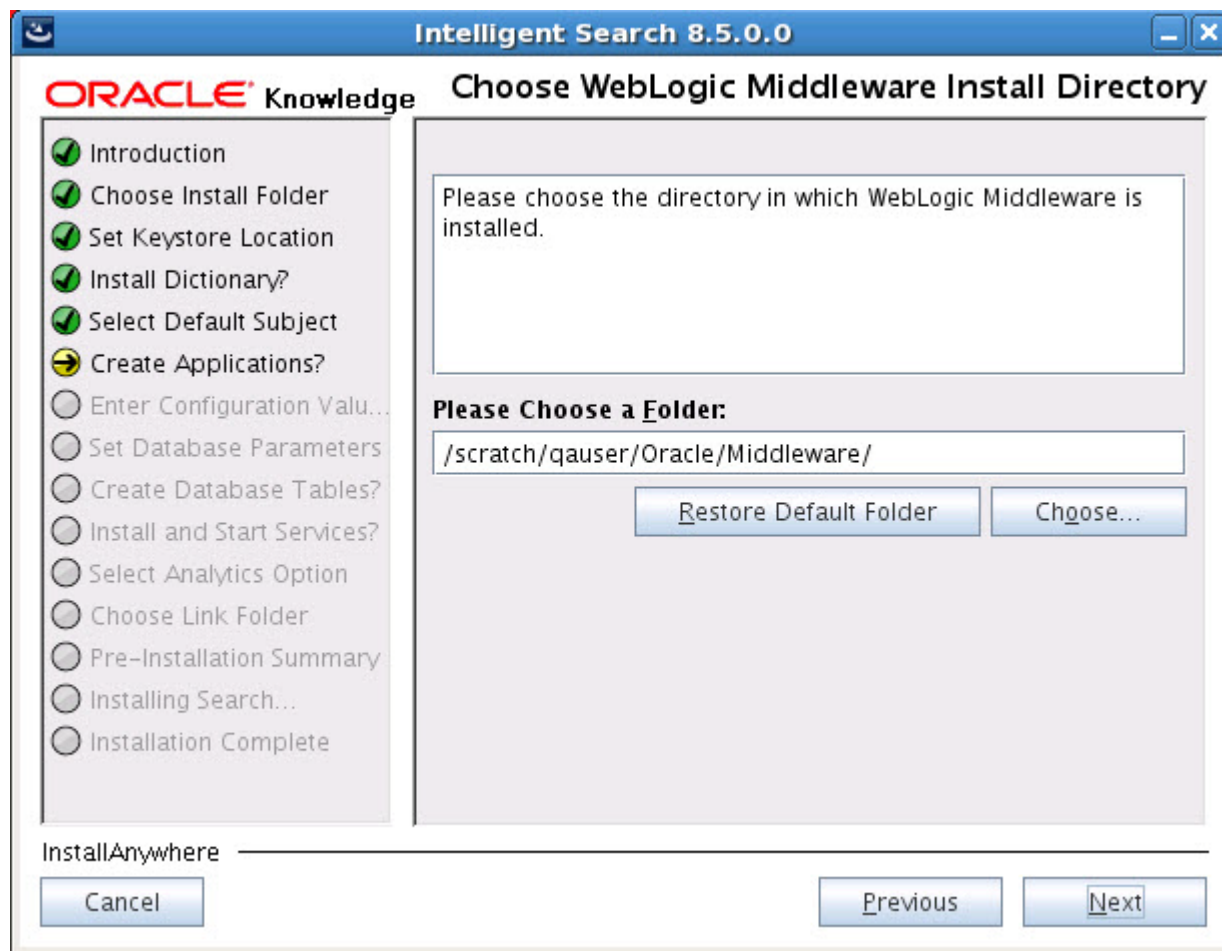 Intelligent Search 8.5.0.0
ORACLE Knowledge
Choose WebLogic Middleware Install Directory
Introduction
Choose Install Folder
Set Keystore Location
Install Dictionary?
Select Default Subject
Create Applications?
Enter Configuration Valu...
Set Database Parameters
Create Database Tables?
Install and Start Services?
Select Analytics Option
Choose Link Folder
Pre-Installation Summary
Installing Search...
Installation Complete
Please choose the directory in which WebLogic Middleware is
installed.
Please Choose a Folder:
/scratch/qauser/Oracle/Middleware/
Restore Default Folder
Choose...
InstallAnywhere
Cancel
Previous
Next